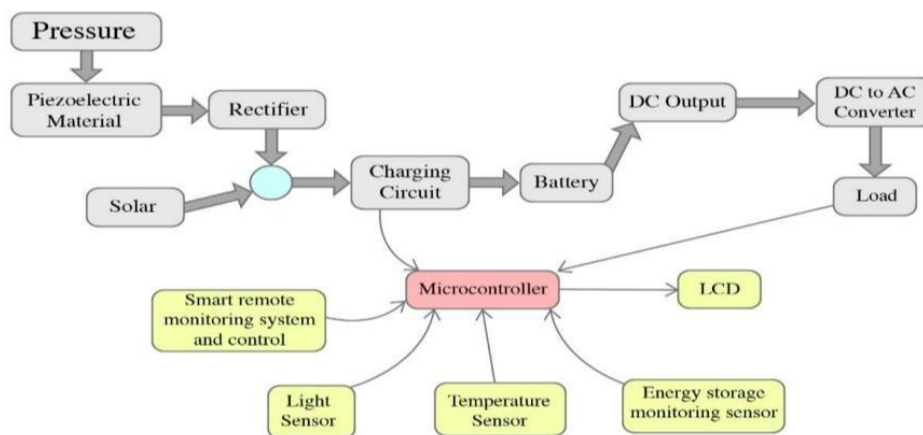 Pressure
Piezoelectric
Material
Rectifier
DC Output
DC to AC
Converter
Solar
Charging
Circuit
Battery
Load
Microcontroller
LCD
Smart remote
monitoring system
and control
Light
Sensor
Temperature
Sensor
Energy storage
monitoring sensor